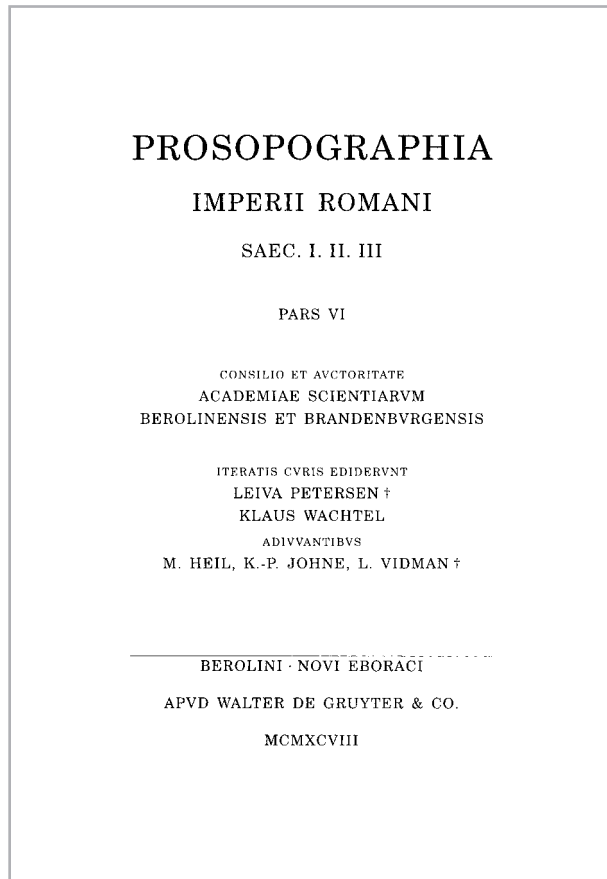 PROSOPOGRAPHIA
IMPERII ROMANI
SAEC. I. II. III
PARS VI
CONSILIO ET AVCTORITATE
ACADEMIAE SCIENTIARVM
BEROLINENSIS ET BRANDENBVRGENSIS
ITERATIS CVRIS EDIDERVNT
LEIVA PETERSEN †
KLAUS WACHTEL
ADIVVANTIBVS
M. HEIL, K.-P. JOHNE, L. VIDMAN †
BEROLINI · NOVI EBORACI
APVD WALTER DE GRUYTER & CO.
MCMXCVIII